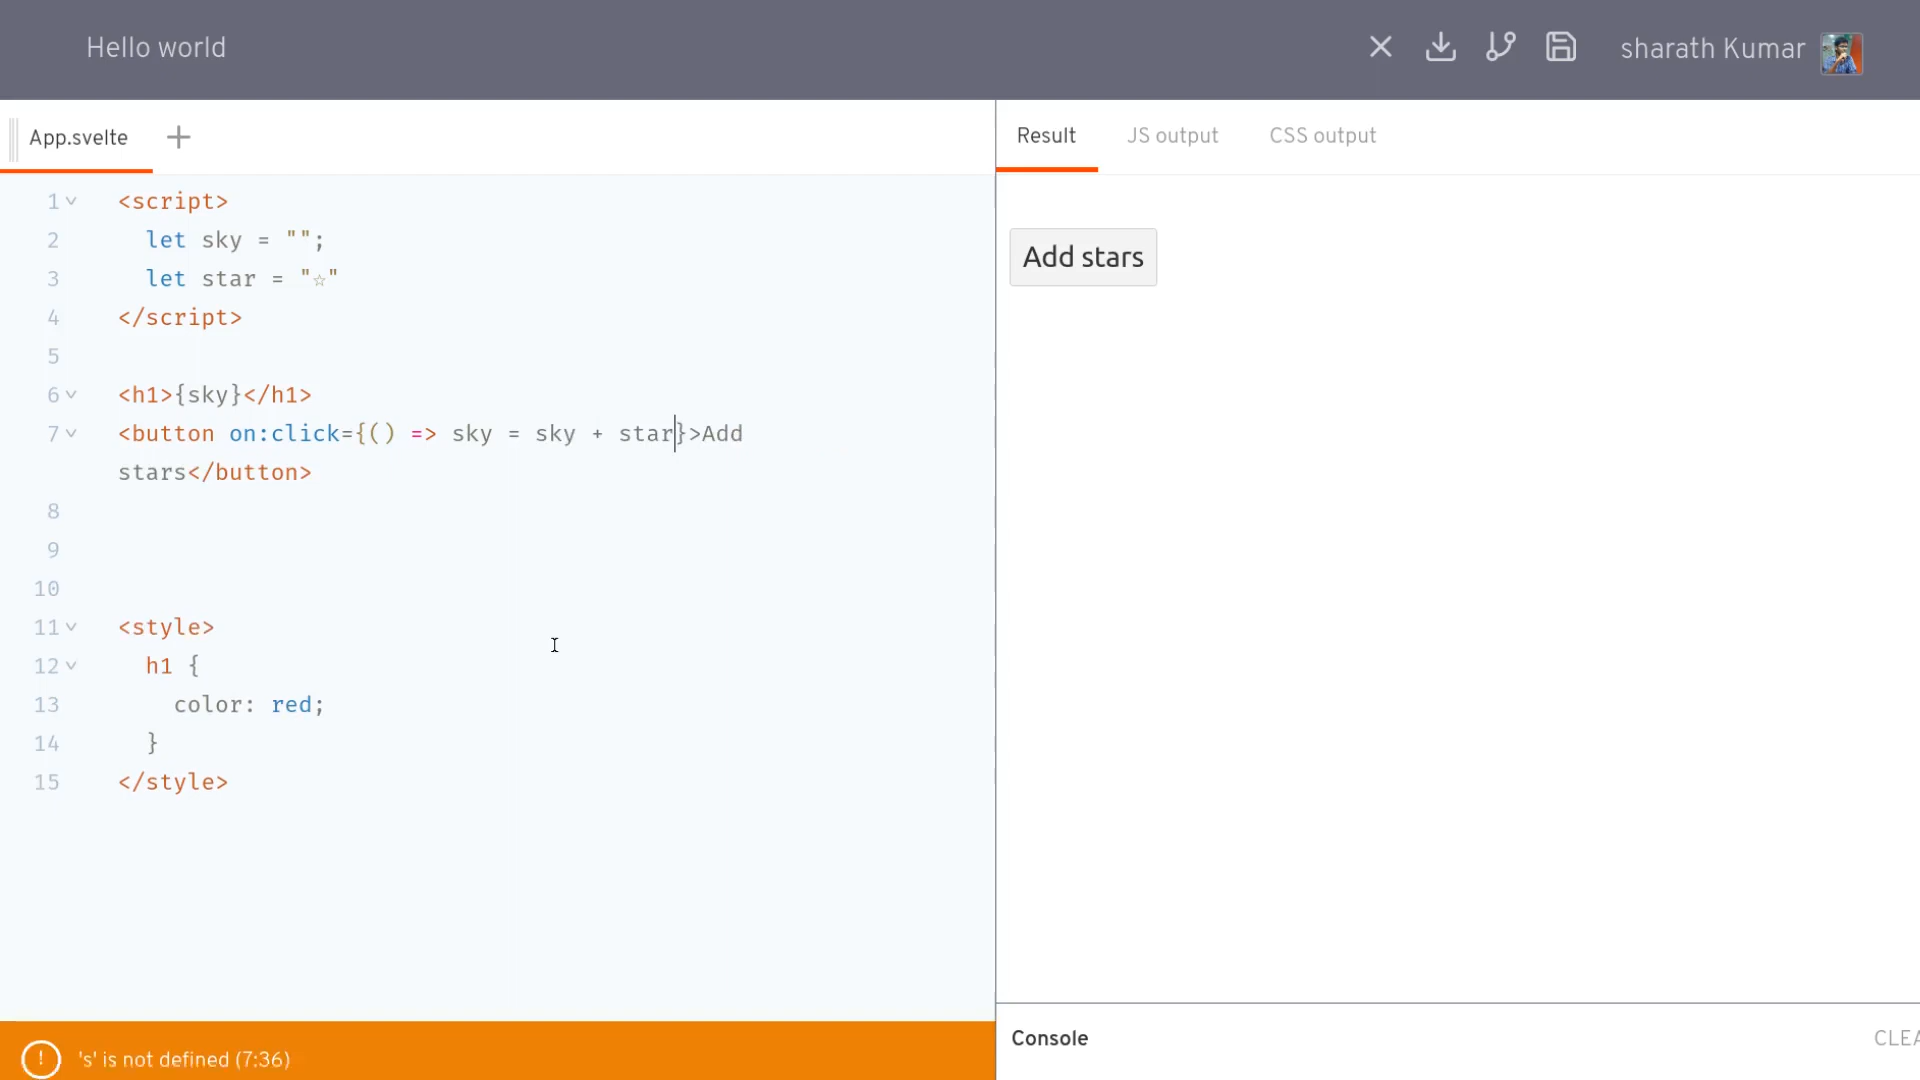 Hello world
sharath Kumar
App.svelte
Result JS output CSS output
1 <script>
2 let sky = "";
3 let star = "☆"
4 </script>
5
6 <h1>{sky}</h1>
7 <button on:click={() => sky = sky + star}>Add
stars</button>
8
9
10
11 <style>
12 h1 {
13 color: red;
14 }
15 </style>
Add stars
Console
CLEA
! 's' is not defined (7:36)